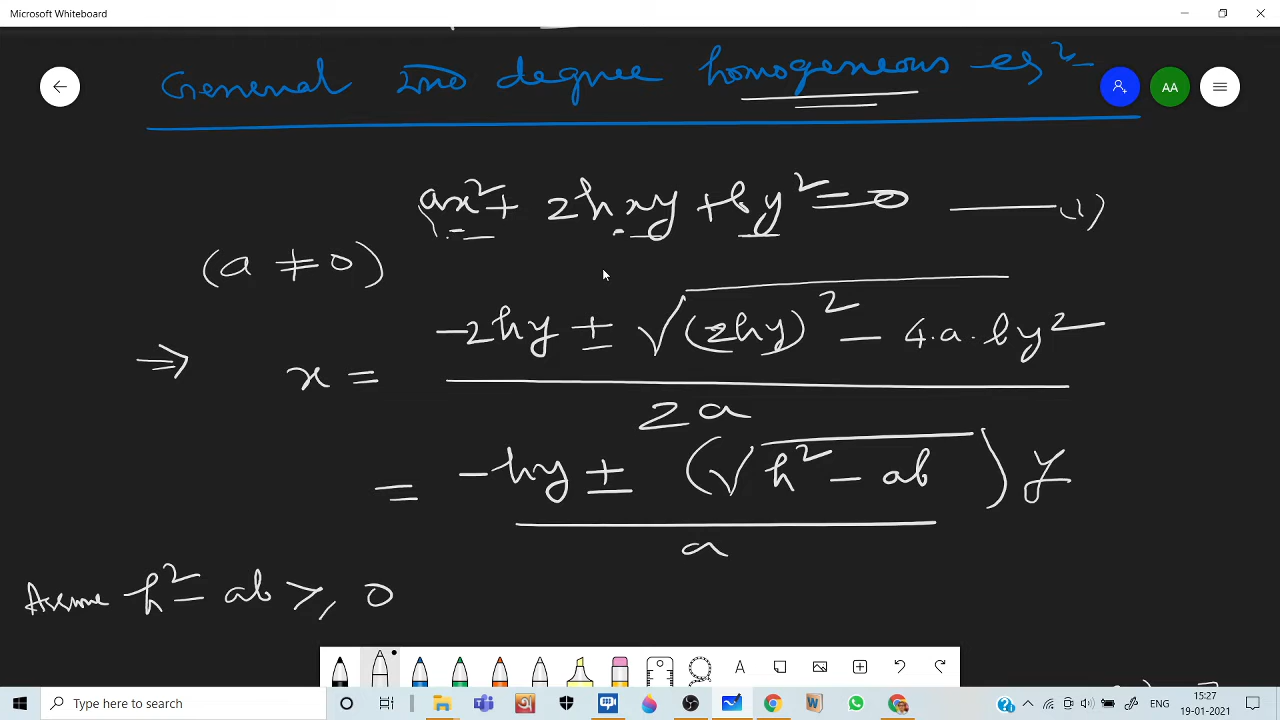 Microsoft Whiteboard
General 2nd degree homogeneous eqn
AA
ax² + 2hxy + by² = 0 ——— (1)
(a ≠ 0)
⇒ x = -2hy ± √(2hy)² - 4.a.by² / 2a
= -hy ± (√h² - ab) y / a
Assume h² - ab ≥ 0
A
Type here to search
ENG
15:27
19-01-2021